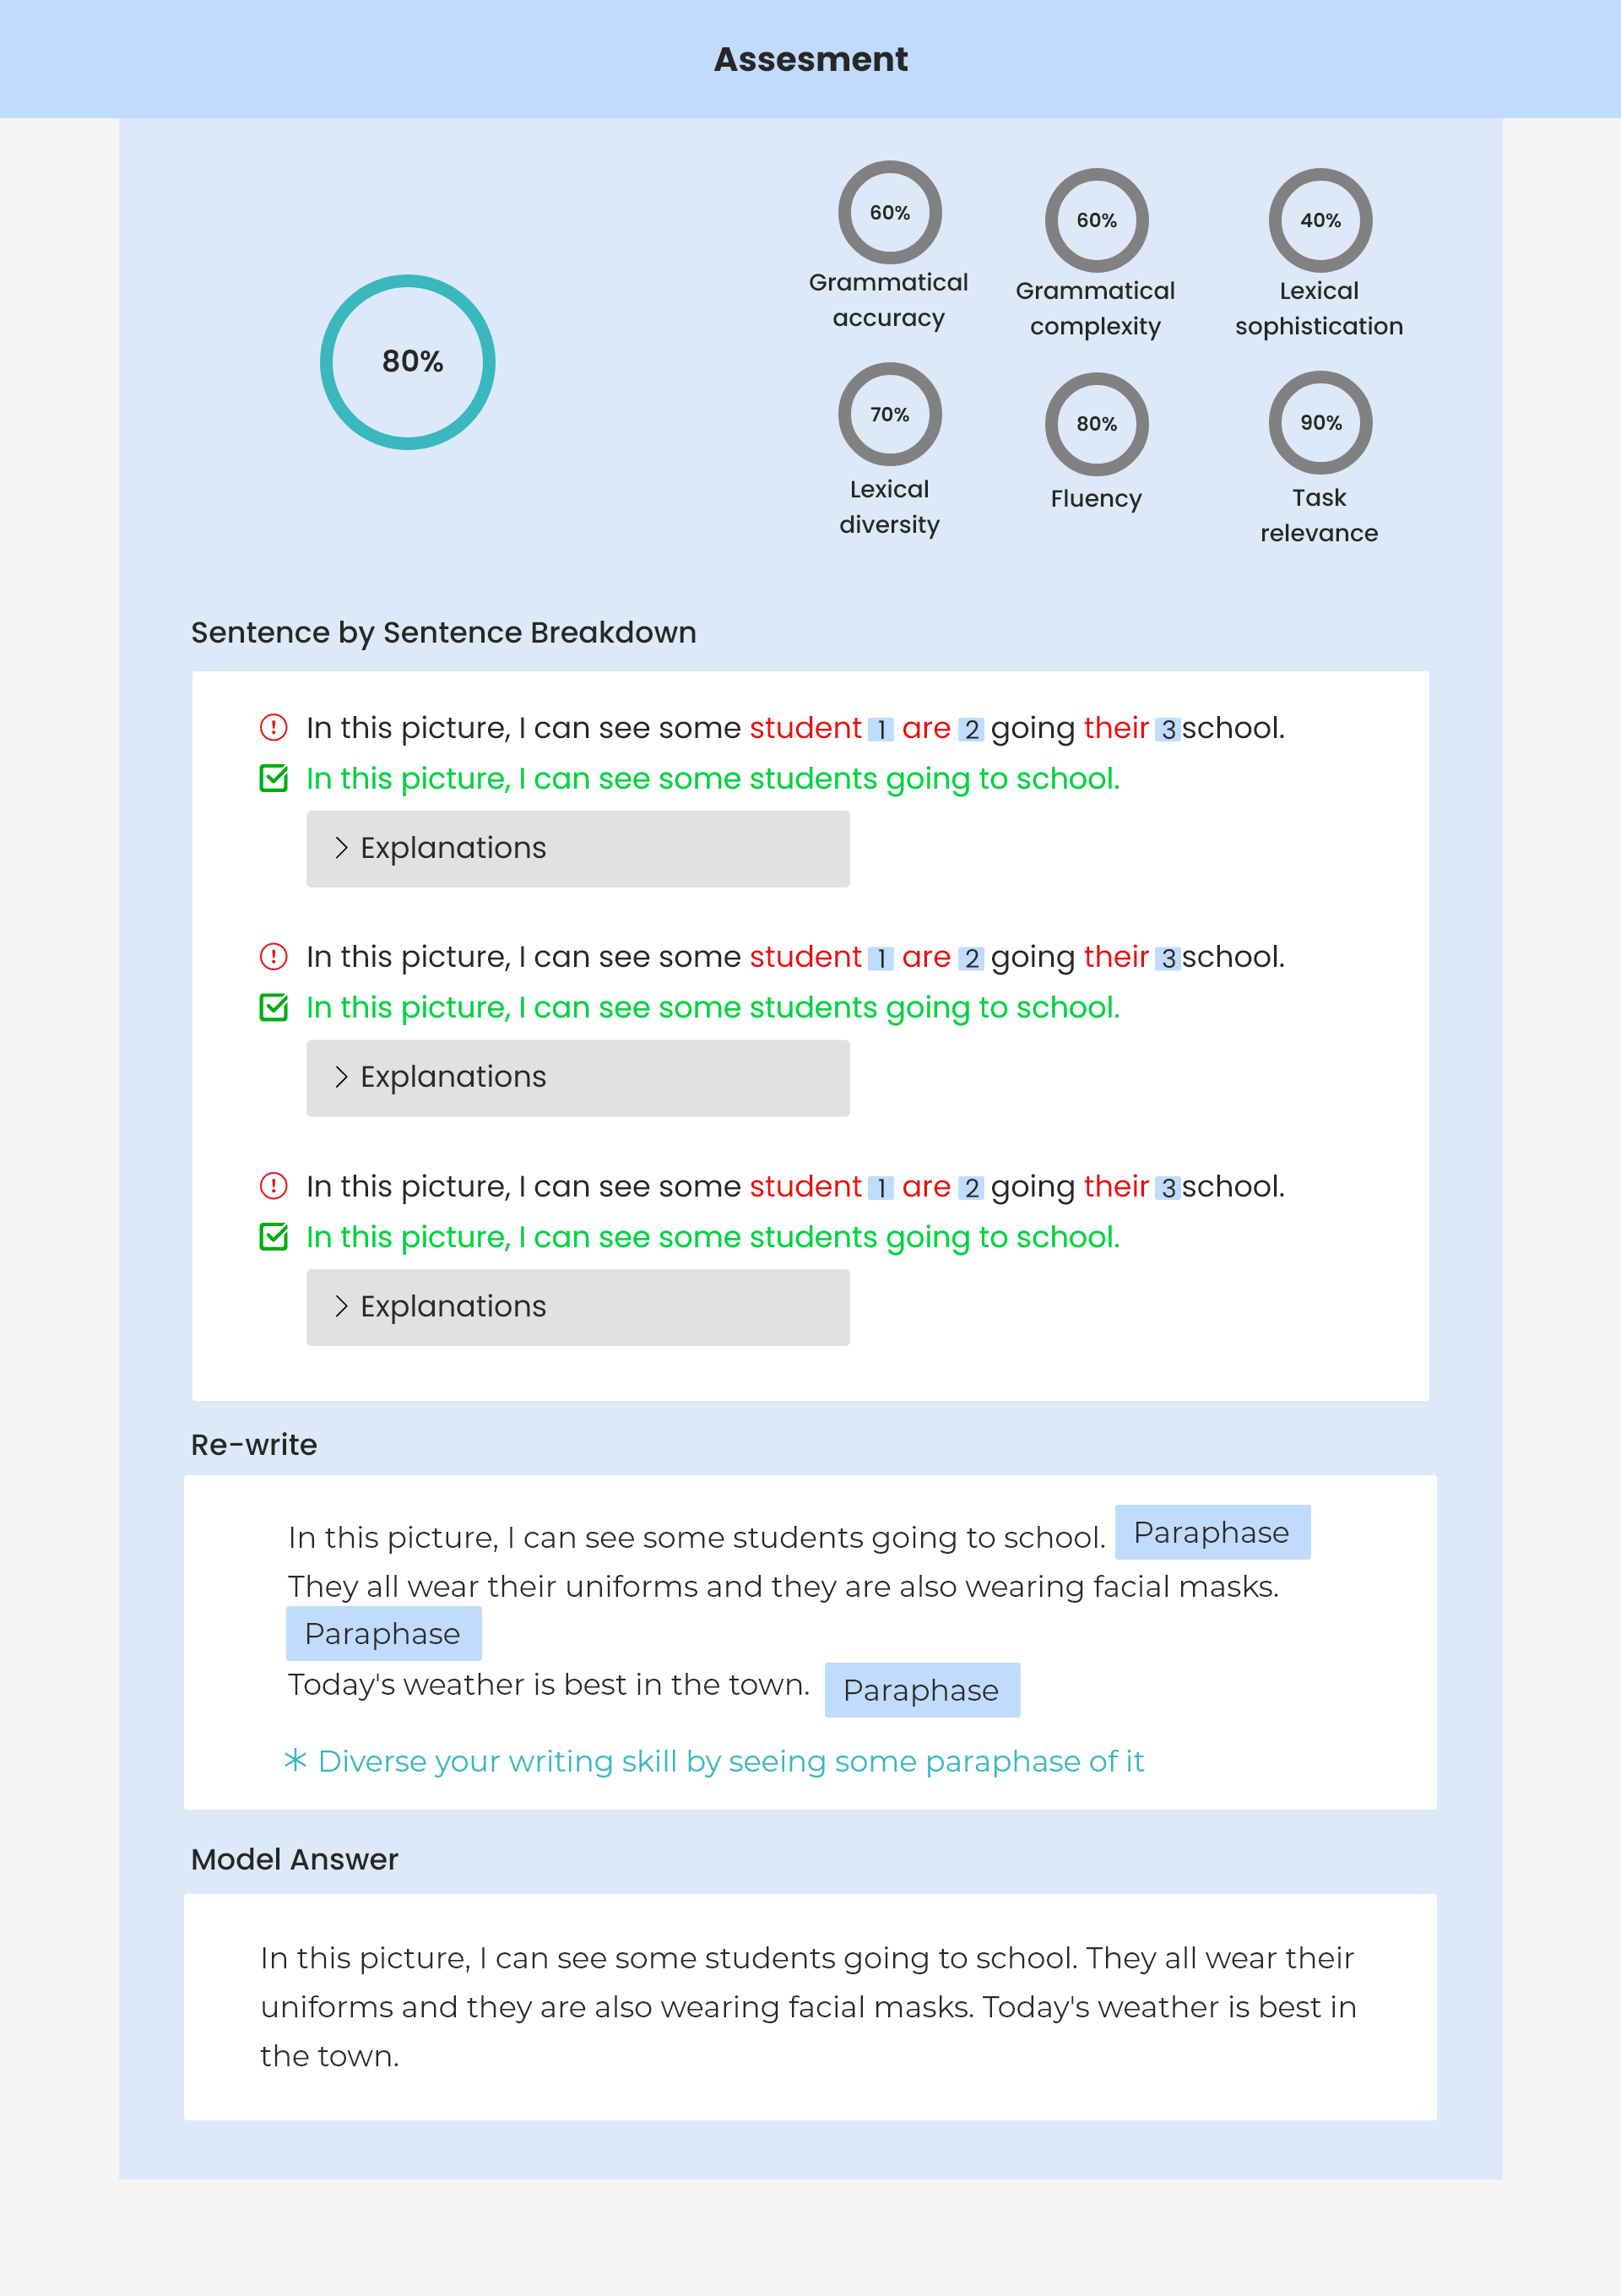 Assesment
80%
60%
Grammatical
accuracy
60%
Grammatical
complexity
40%
Lexical
sophistication
70%
Lexical
diversity
80%
Fluency
90%
Task
relevance
Sentence by Sentence Breakdown
In this picture, I can see some student 1 are 2 going their 3 school.
In this picture, I can see some students going to school.
Explanations
In this picture, I can see some student 1 are 2 going their 3 school.
In this picture, I can see some students going to school.
Explanations
In this picture, I can see some student 1 are 2 going their 3 school.
In this picture, I can see some students going to school.
Explanations
Re-write
In this picture, I can see some students going to school. Paraphase
They all wear their uniforms and they are also wearing facial masks.
Paraphase
Today's weather is best in the town. Paraphase
* Diverse your writing skill by seeing some paraphase of it
Model Answer
In this picture, I can see some students going to school. They all wear their
uniforms and they are also wearing facial masks. Today's weather is best in
the town.